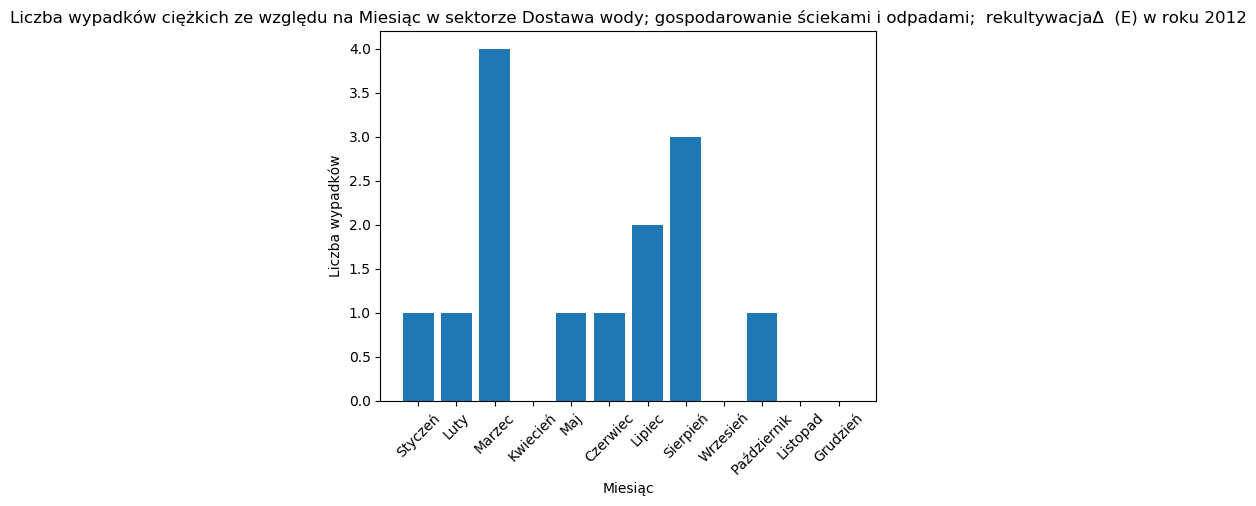 Liczba wypadków ciężkich ze względu na Miesiąc w sektorze Dostawa wody; gospodarowanie ściekami i odpadami;  rekultywacjaΔ  (E) w roku 2012
4.0
3.5
3.0
2.5
2.0
1.5
1.0
0.5
0.0
Liczba wypadków
Styczeń
Luty
Marzec
Kwiecień
Maj
Czerwiec
Lipiec
Sierpień
Wrzesień
Październik
Listopad
Grudzień
Miesiąc